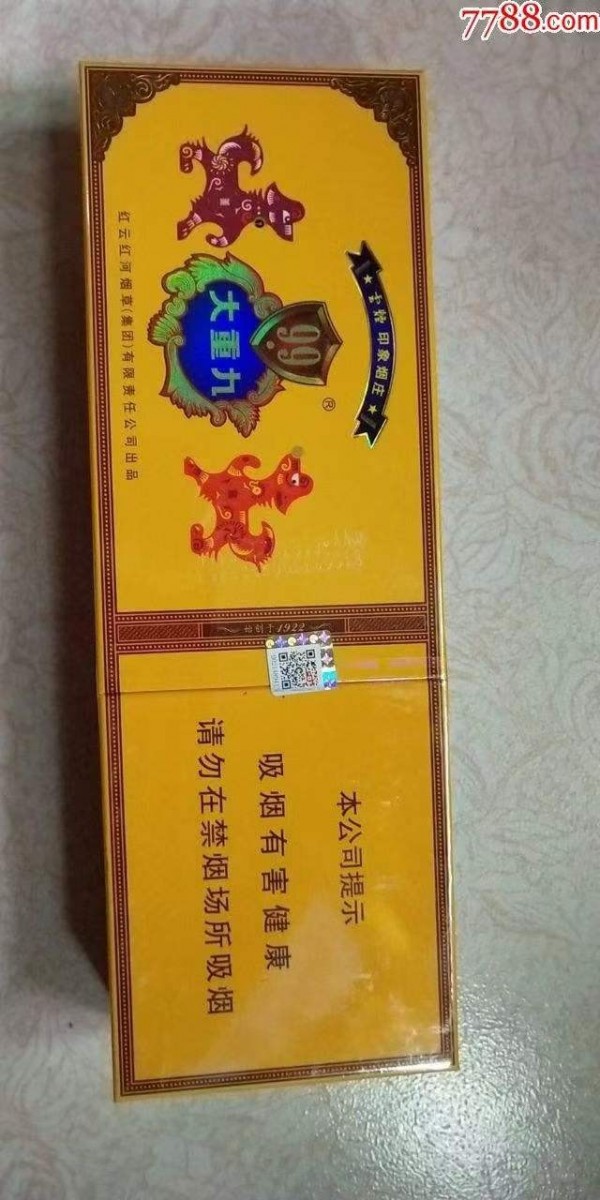 7788.com
印象烟庄
99
大重九
®
红云红河烟草(集团)有限责任公司出品
始创于1922
本公司提示
吸烟有害健康
请勿在禁烟场所吸烟